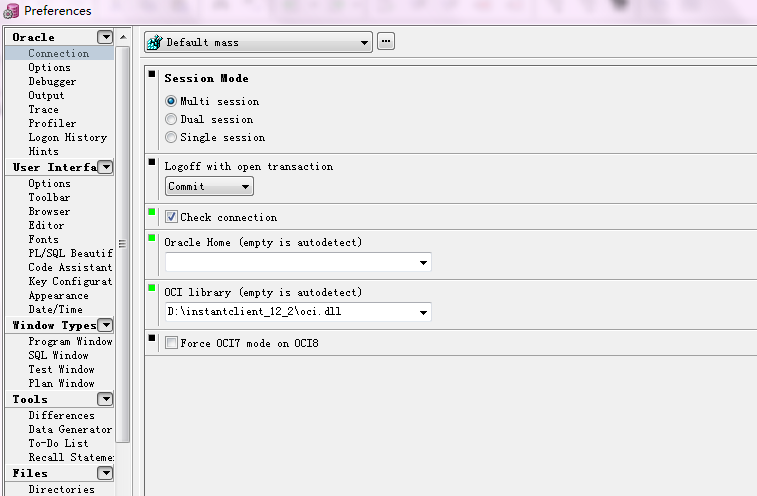 Preferences
Oracle
Connection
Options
Debugger
Output
Trace
Profiler
Logon History
Hints
User Interfa
Options
Toolbar
Browser
Editor
Fonts
PL/SQL Beautif
Code Assistant
Key Configurat
Appearance
Date/Time
Window Types
Program Window
SQL Window
Test Window
Plan Window
Tools
Differences
Data Generator
To-Do List
Recall Stateme
Files
Directories
Default mass
...
Session Mode
Multi session
Dual session
Single session
Logoff with open transaction
Commit
Check connection
Oracle Home (empty is autodetect)
OCI library (empty is autodetect)
D:\instantclient_12_2\oci.dll
Force OCI7 mode on OCI8